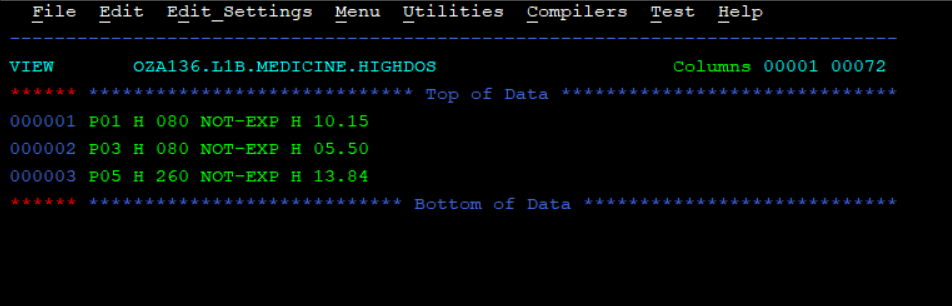 File Edit Edit_Settings Menu Utilities Compilers Test Help
--------------------------------------------------------------------------------
VIEW OZA136.L1B.MEDICINE.HIGHDOS Columns 00001 00072
****** ***************************** Top of Data ******************************
000001 P01 H 080 NOT-EXP H 10.15
000002 P03 H 080 NOT-EXP H 05.50
000003 P05 H 260 NOT-EXP H 13.84
****** **************************** Bottom of Data ****************************